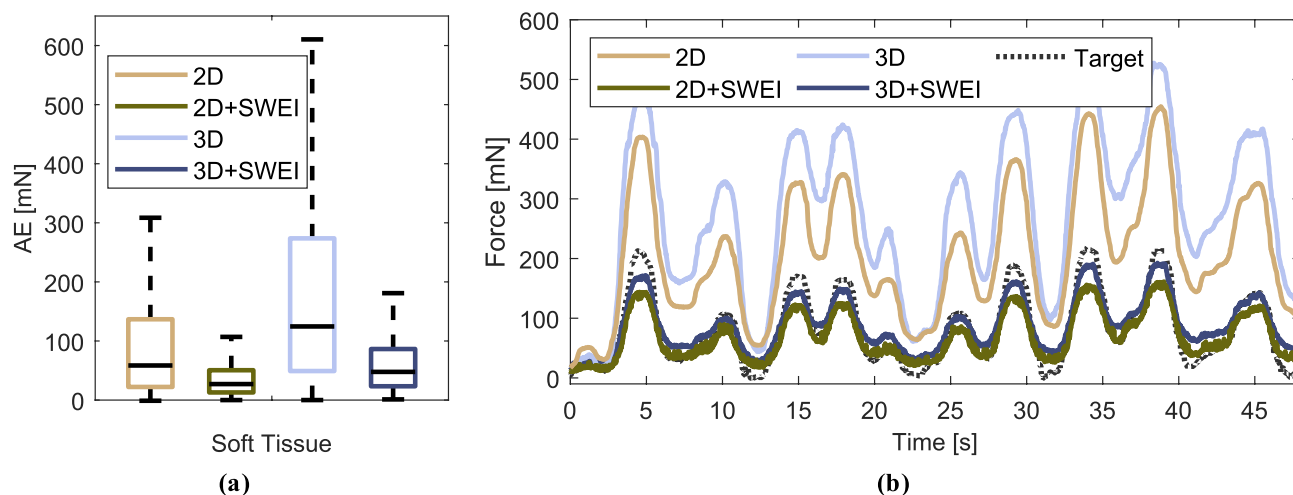 600
500
400
300
200
100
0
AE [mN]
2D
2D+SWEI
3D
3D+SWEI
Soft Tissue
(a)
600
500
400
300
200
100
0
Force [mN]
2D 3D Target
2D+SWEI 3D+SWEI
0 5 10 15 20 25 30 35 40 45
Time [s]
(b)